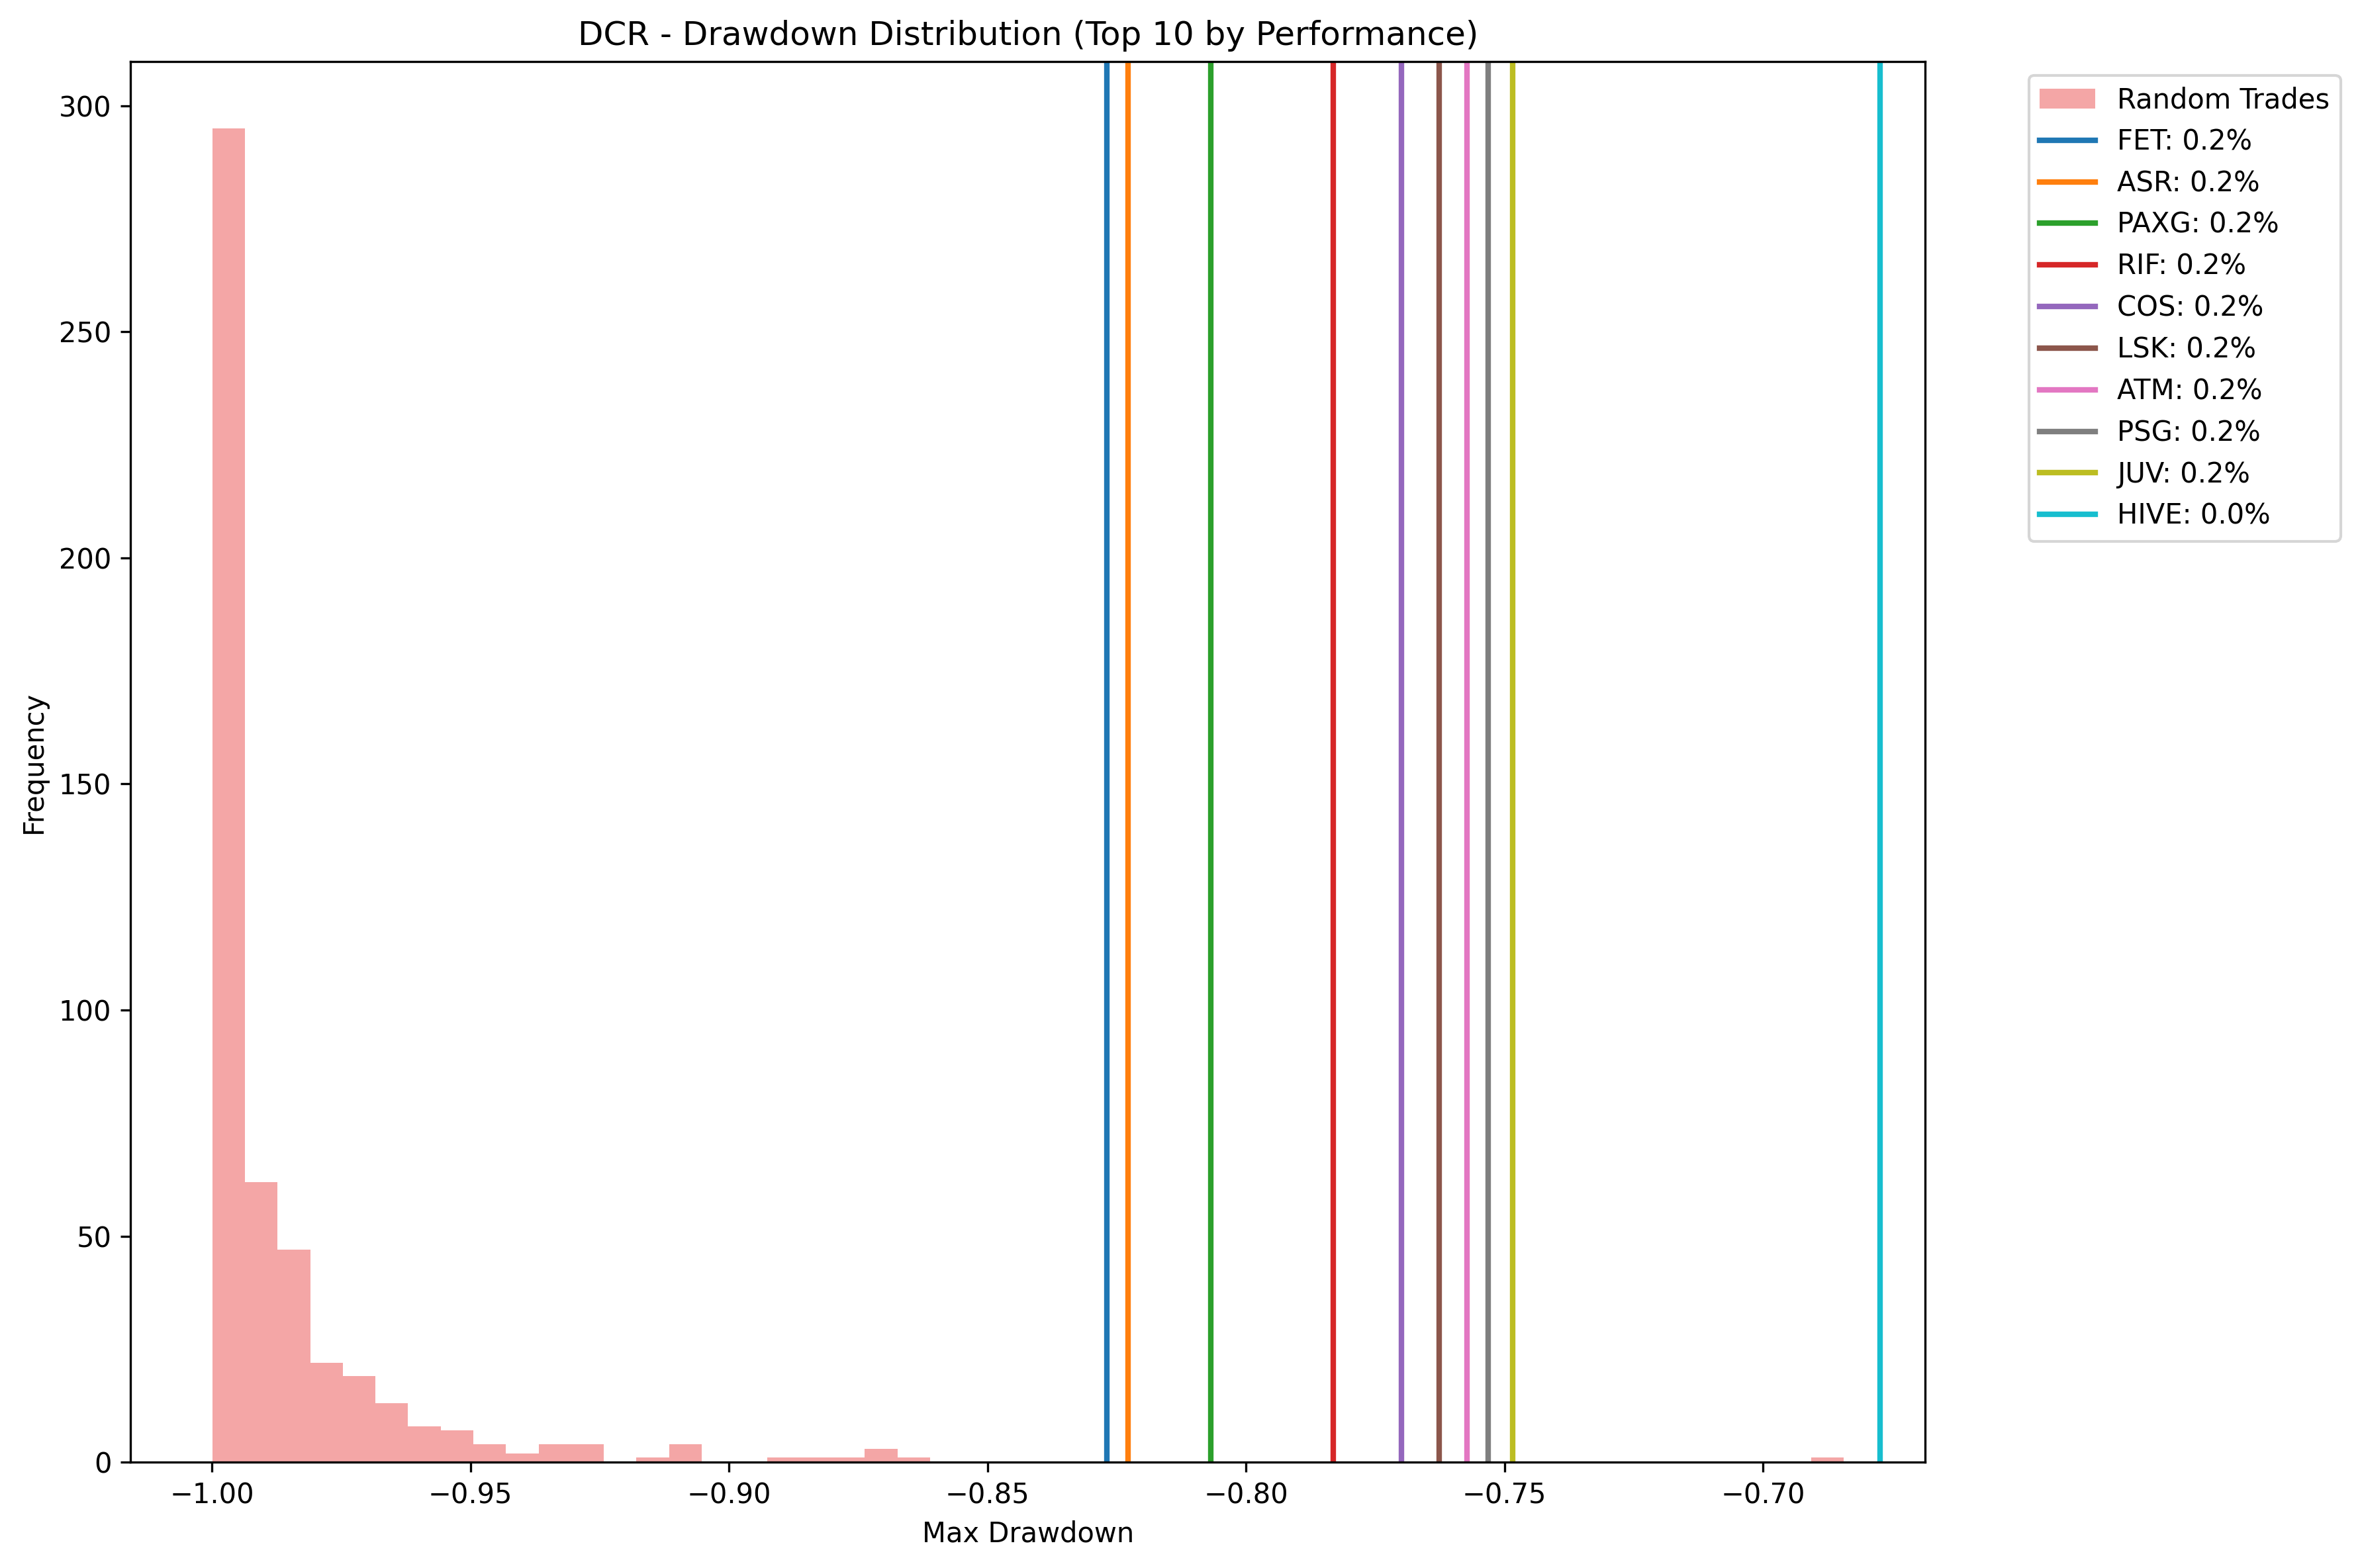 DCR - Drawdown Distribution (Top 10 by Performance)
Frequency
300
250
200
150
100
50
0
−1.00
−0.95
−0.90
−0.85
−0.80
−0.75
−0.70
Max Drawdown
Random Trades
FET: 0.2%
ASR: 0.2%
PAXG: 0.2%
RIF: 0.2%
COS: 0.2%
LSK: 0.2%
ATM: 0.2%
PSG: 0.2%
JUV: 0.2%
HIVE: 0.0%